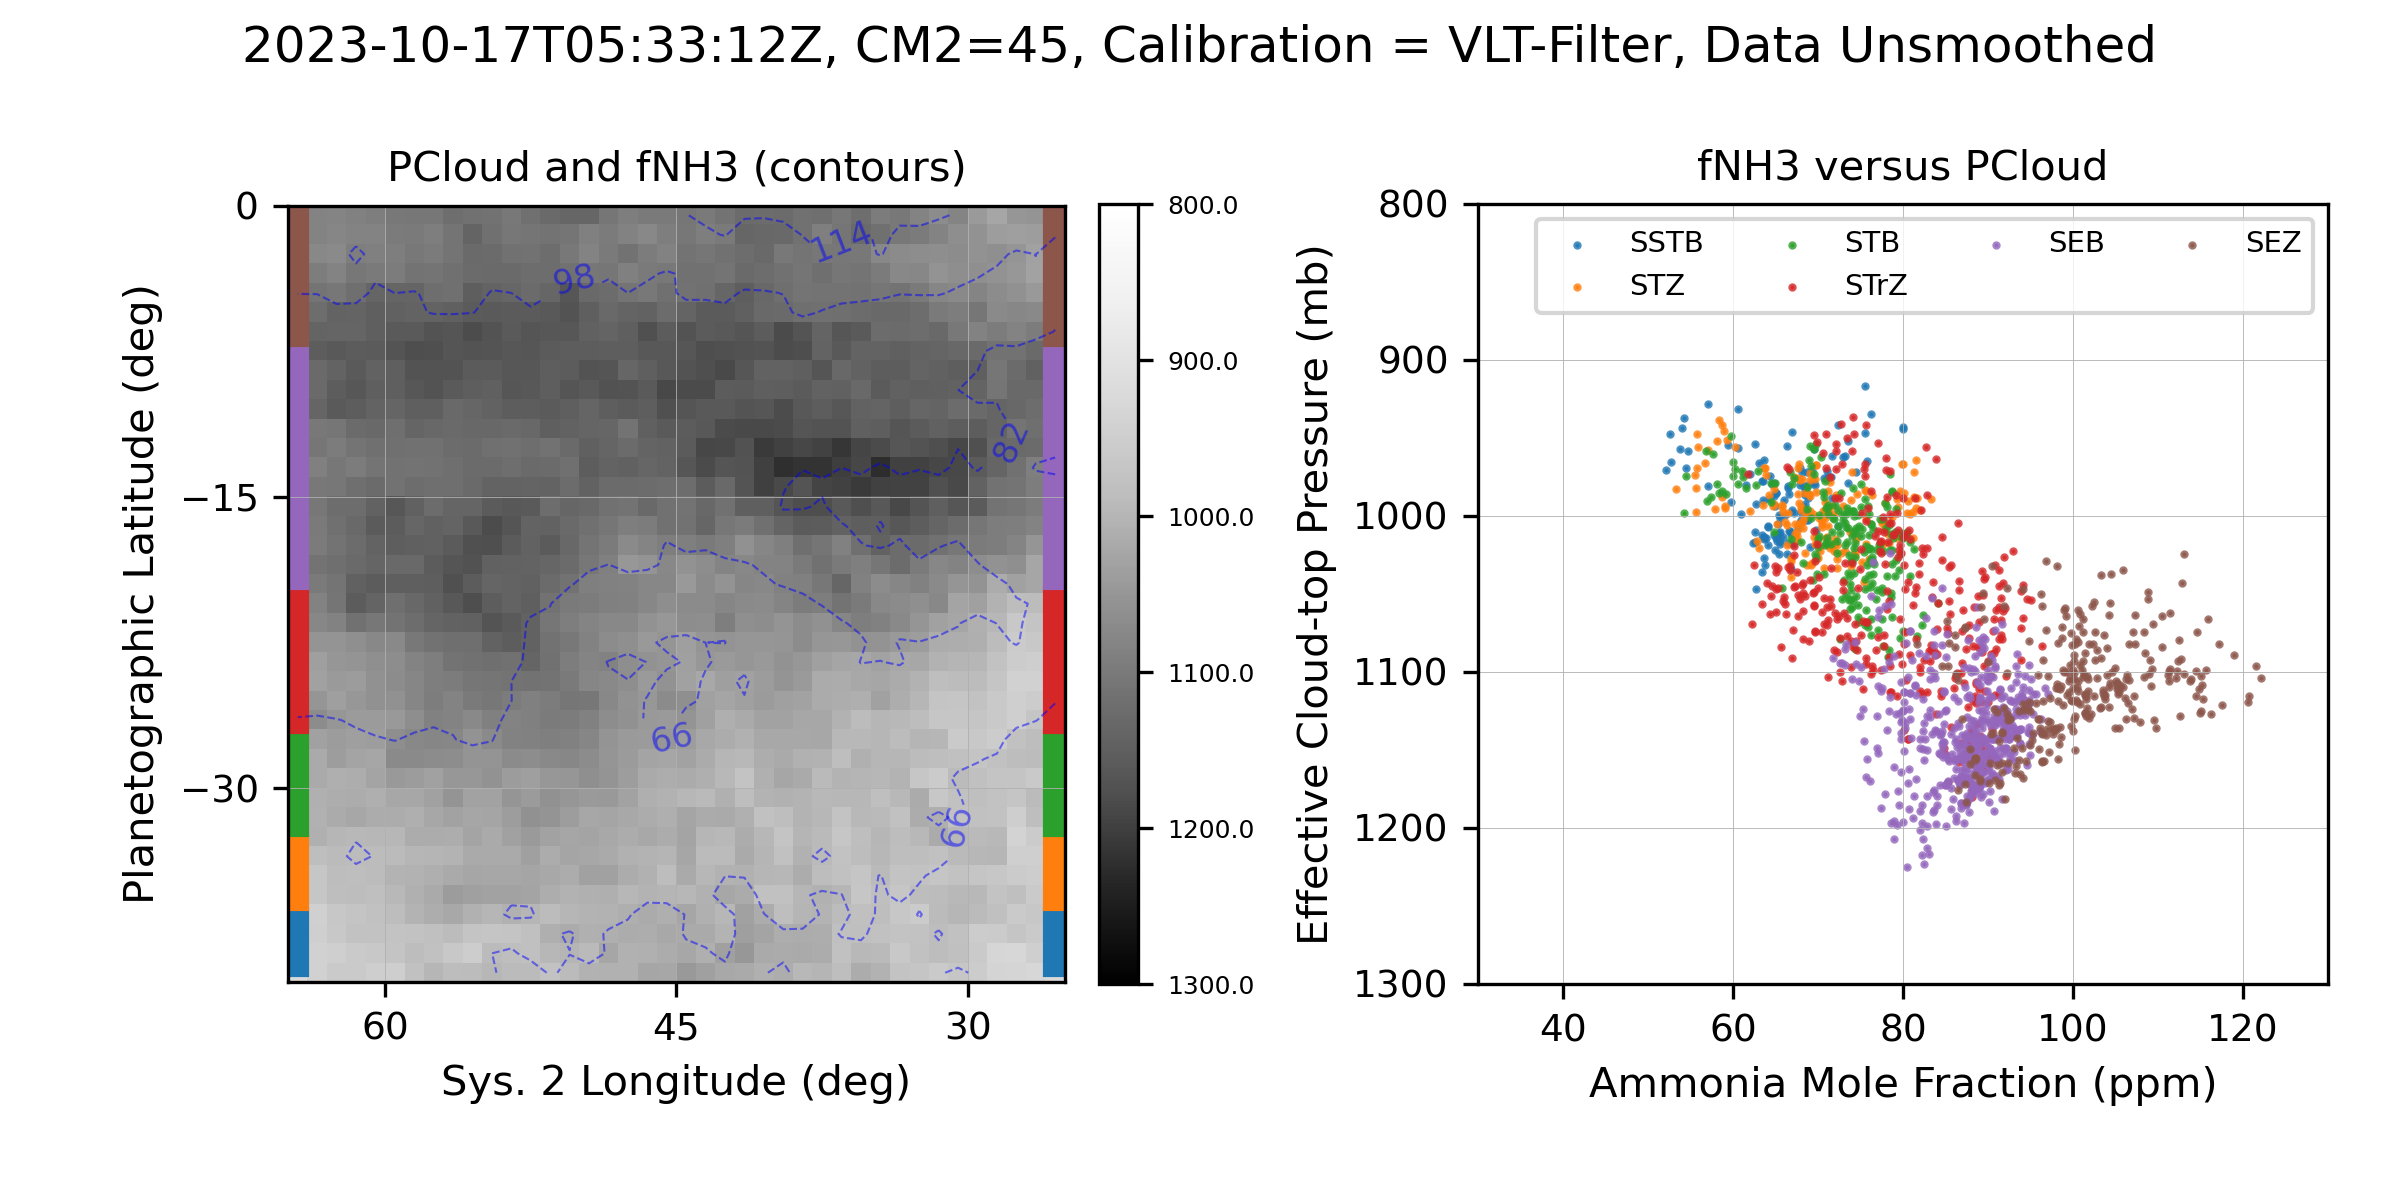 2023-10-17T05:33:12Z, CM2=45, Calibration = VLT-Filter, Data Unsmoothed
PCloud and fNH3 (contours)
Planetographic Latitude (deg)
0
−15
−30
114
98
82
66
66
60
45
30
Sys. 2 Longitude (deg)
800.0
900.0
1000.0
1100.0
1200.0
1300.0
fNH3 versus PCloud
Effective Cloud-top Pressure (mb)
800
900
1000
1100
1200
1300
SSTB STB SEB SEZ
STZ STrZ
40 60 80 100 120
Ammonia Mole Fraction (ppm)